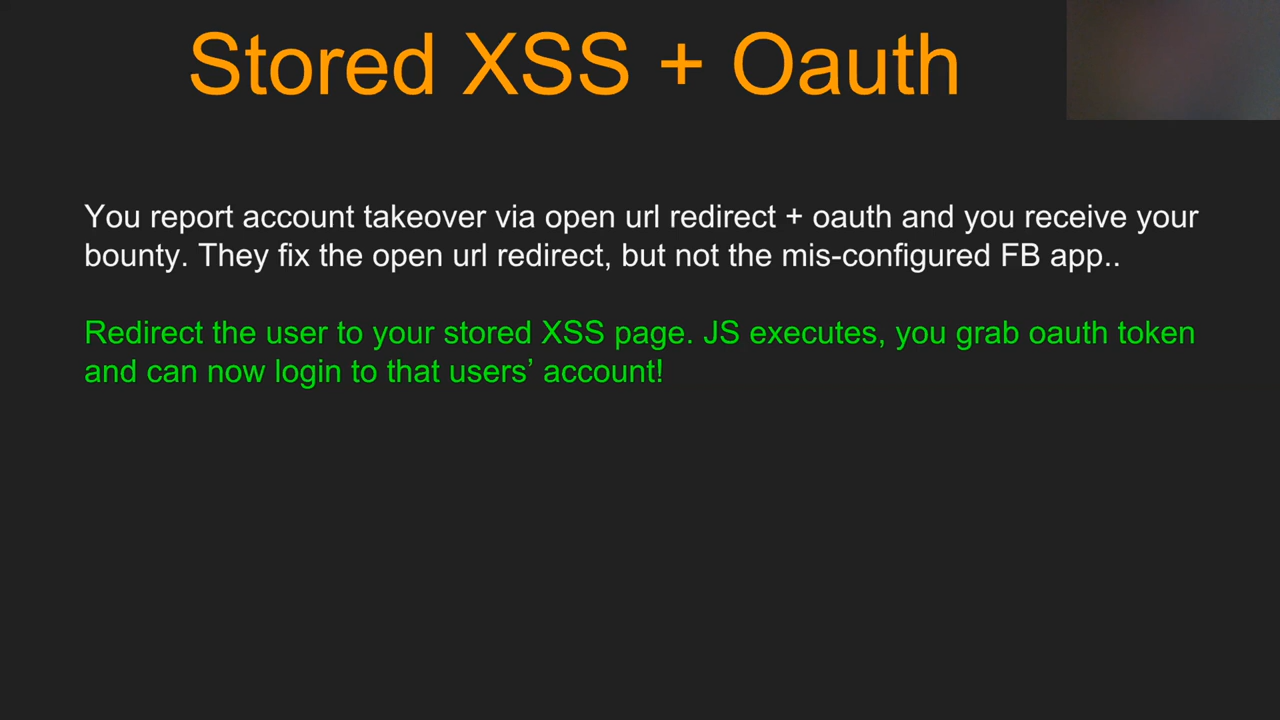 Stored XSS + Oauth
You report account takeover via open url redirect + oauth and you receive your
bounty. They fix the open url redirect, but not the mis-configured FB app..
Redirect the user to your stored XSS page. JS executes, you grab oauth token
and can now login to that users’ account!